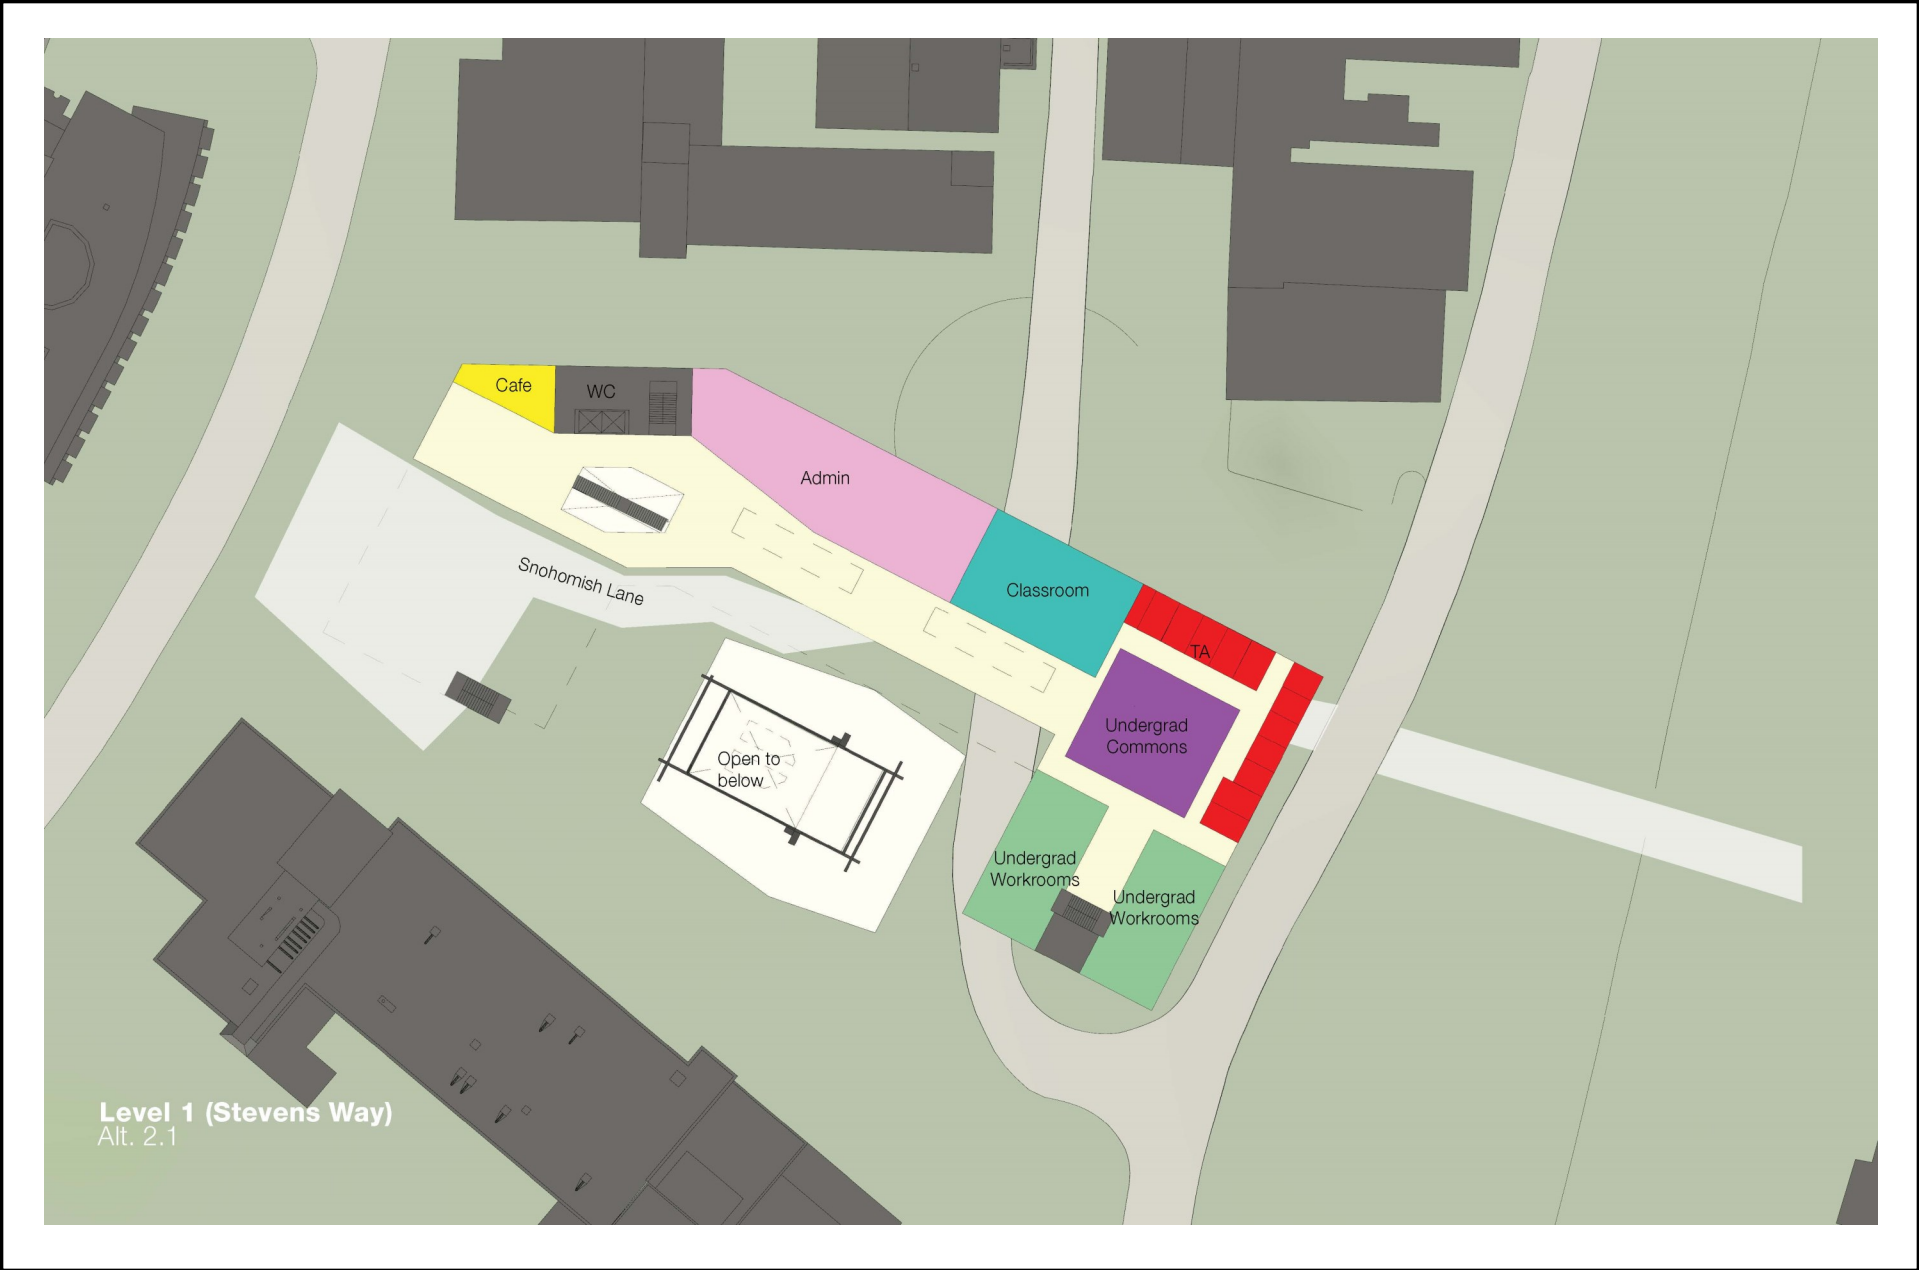 Cafe
WC
Admin
Snohomish Lane
Classroom
TA
Undergrad
Commons
Open to
below
Undergrad
Workrooms
Undergrad
Workrooms
Level 1 (Stevens Way)
Alt. 2.1